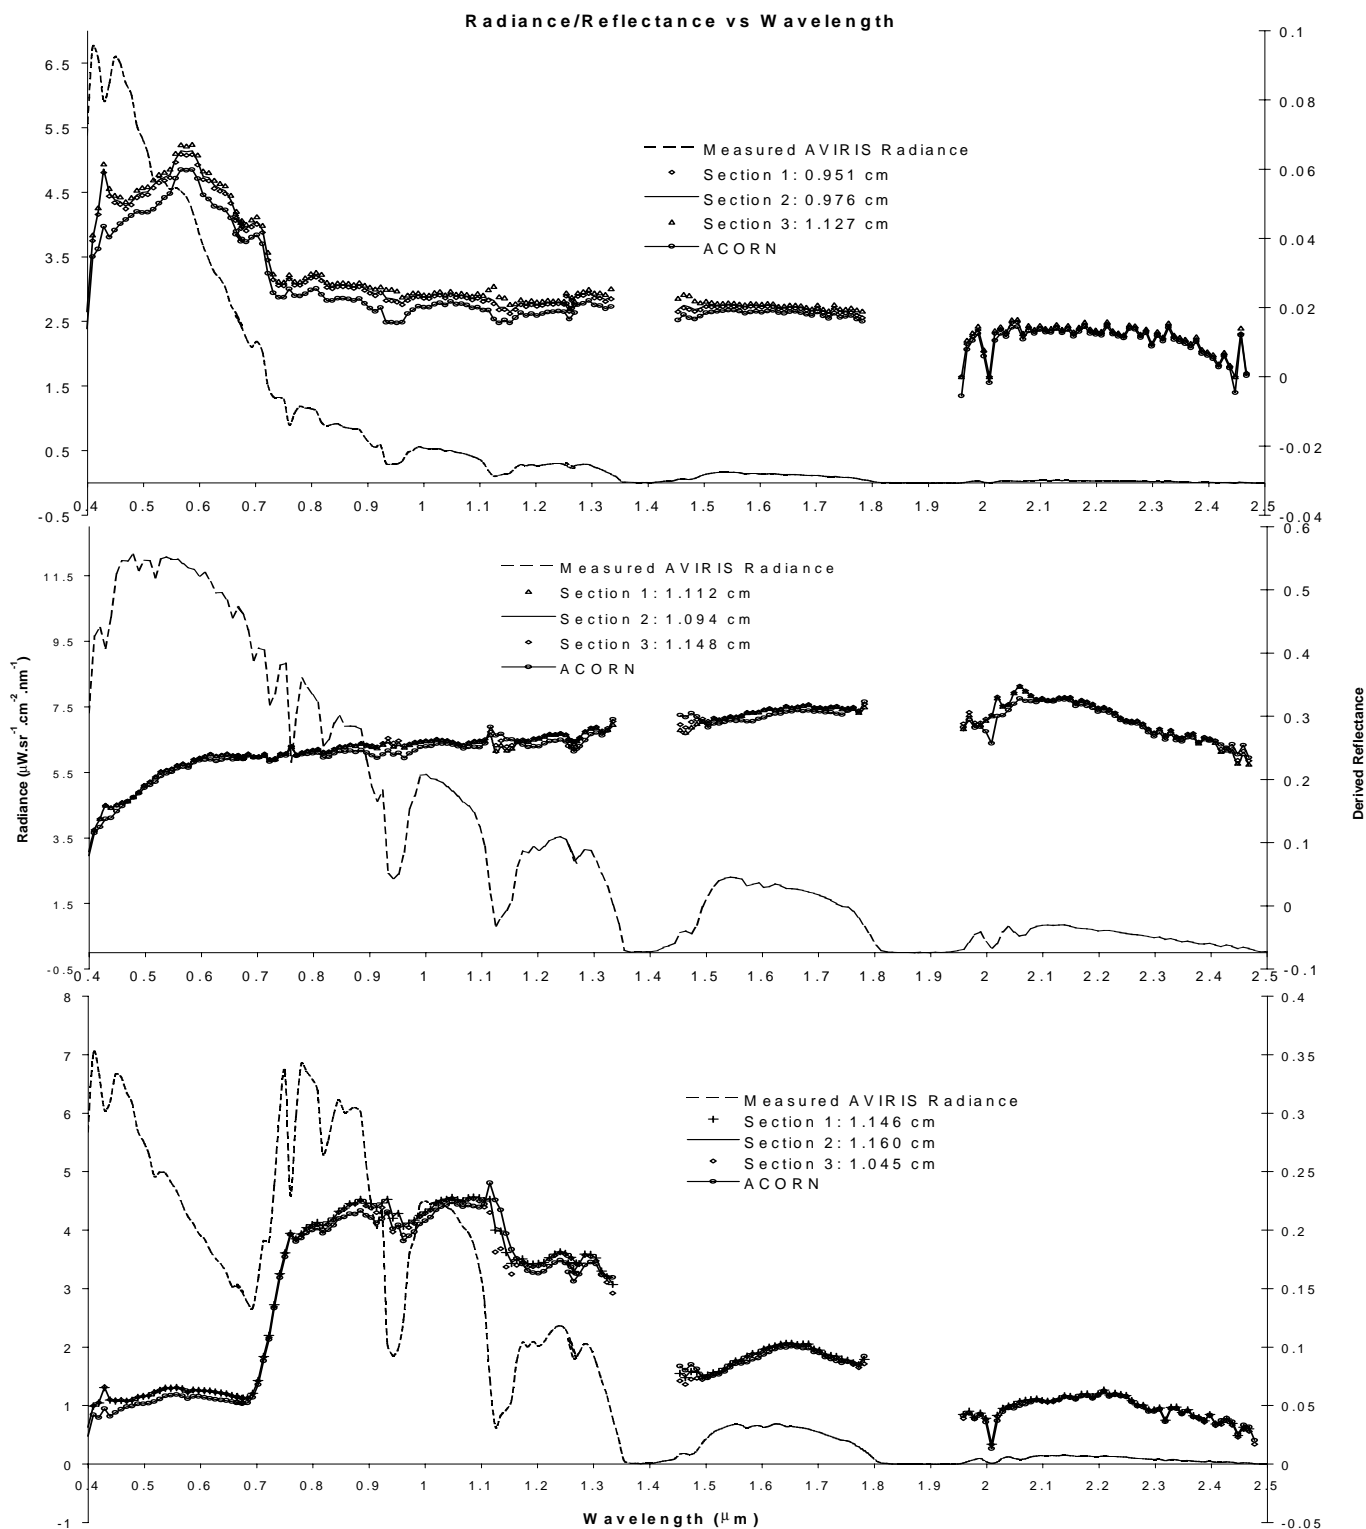 Radiance/Reflectance vs Wavelength
6.5
5.5
4.5
3.5
2.5
1.5
0.5
-0.5
0.1
0.08
0.06
0.04
0.02
0
-0.02
-0.04
Measured AVIRIS Radiance
Section 1: 0.951 cm
Section 2: 0.976 cm
Section 3: 1.127 cm
ACORN
0.4 0.5 0.6 0.7 0.8 0.9 1 1.1 1.2 1.3 1.4 1.5 1.6 1.7 1.8 1.9 2 2.1 2.2 2.3 2.4 2.5
11.5
9.5
7.5
5.5
3.5
1.5
-0.5
0.6
0.5
0.4
0.3
0.2
0.1
0
-0.1
Measured AVIRIS Radiance
Section 1: 1.112 cm
Section 2: 1.094 cm
Section 3: 1.148 cm
ACORN
Radiance (µW.sr⁻¹.cm⁻².nm⁻¹)
Derived Reflectance
0.4 0.5 0.6 0.7 0.8 0.9 1 1.1 1.2 1.3 1.4 1.5 1.6 1.7 1.8 1.9 2 2.1 2.2 2.3 2.4 2.5
8
7
6
5
4
3
2
1
0
-1
0.4
0.35
0.3
0.25
0.2
0.15
0.1
0.05
0
-0.05
Measured AVIRIS Radiance
Section 1: 1.146 cm
Section 2: 1.160 cm
Section 3: 1.045 cm
ACORN
0.4 0.5 0.6 0.7 0.8 0.9 1 1.1 1.2 1.3 1.4 1.5 1.6 1.7 1.8 1.9 2 2.1 2.2 2.3 2.4 2.5
Wavelength (µm)